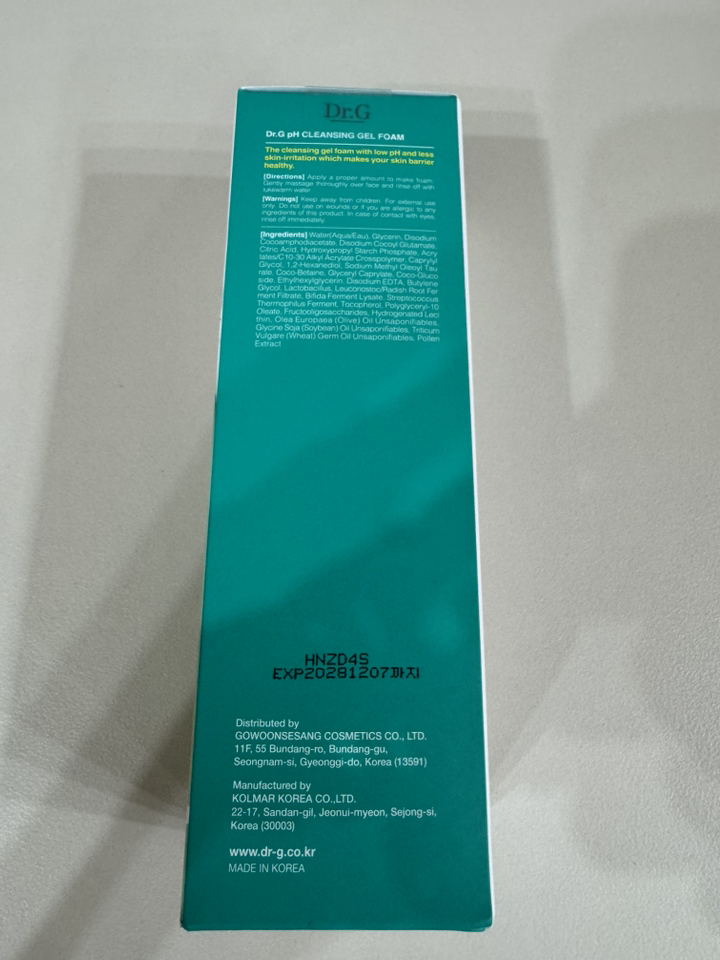 Dr.G
Dr.G pH CLEANSING GEL FOAM
The cleansing gel foam with low pH and less
skin-irritation which makes your skin barrier
healthy.
[Directions] Apply a proper amount to make foam.
Gently massage thoroughly over face and rinse off with
lukewarm water
[Warnings] Keep away from children. For external use
only. Do not use on wounds or if you are allergic to any
ingredients of this product. In case of contact with eyes,
rinse off immediately.
[Ingredients] Water(Aqua/Eau), Glycerin, Disodium
Cocoamphodiacetate, Disodium Cocoyl Glutamate,
Citric Acid, Hydroxypropyl Starch Phosphate, Acry
lates/C10-30 Alkyl Acrylate Crosspolymer, Caprylyl
Glycol, 1,2-Hexanediol, Sodium Methyl Oleoyl Tau
rate, Coco-Betaine, Glyceryl Caprylate, Coco-Gluco
side, Ethylhexylglycerin, Disodium EDTA, Butylene
Glycol, Lactobacillus, Leuconostoc/Radish Root Fer
ment Filtrate, Bifida Ferment Lysate, Streptococcus
Thermophilus Ferment, Tocopherol, Polyglyceryl-10
Oleate, Fructooligosaccharides, Hydrogenated Leci
thin, Olea Europaea (Olive) Oil Unsaponifiables,
Glycine Soja (Soybean) Oil Unsaponifiables, Triticum
Vulgare (Wheat) Germ Oil Unsaponifiables, Pollen
Extract
HNZD4S
EXP20281207까지
Distributed by
GOWOONSESANG COSMETICS CO., LTD.
11F, 55 Bundang-ro, Bundang-gu,
Seongnam-si, Gyeonggi-do, Korea (13591)
Manufactured by
KOLMAR KOREA CO.,LTD.
22-17, Sandan-gil, Jeonui-myeon, Sejong-si,
Korea (30003)
www.dr-g.co.kr
MADE IN KOREA